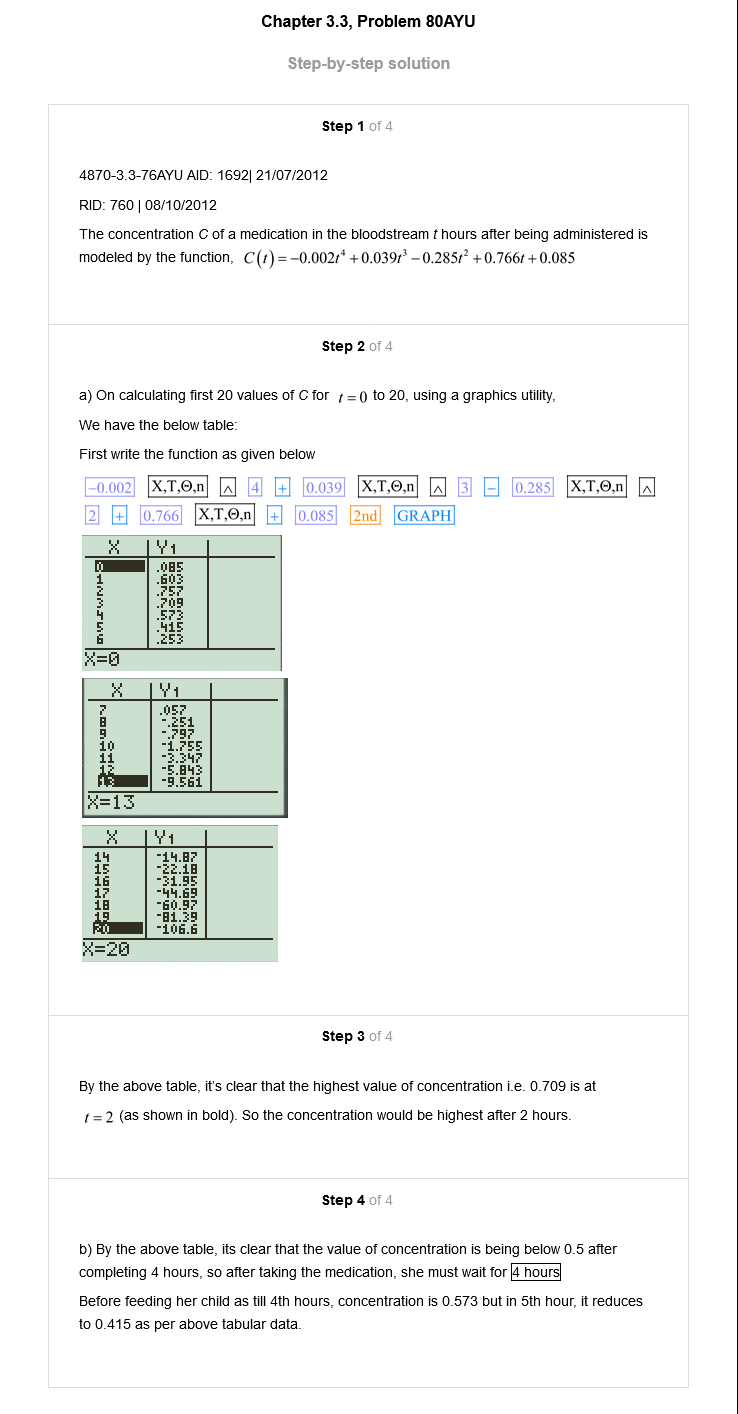 Chapter 3.3, Problem 80AYU
Step-by-step solution
Step 1 of 4
4870-3.3-76AYU AID: 1692| 21/07/2012
RID: 760 | 08/10/2012
The concentration C of a medication in the bloodstream t hours after being administered is
modeled by the function, C(t) = −0.002t⁴ + 0.039t³ − 0.285t² + 0.766t + 0.085
Step 2 of 4
a) On calculating first 20 values of C for t = 0 to 20, using a graphics utility,
We have the below table:
First write the function as given below
−0.002 X,T,Θ,n ^ 4 + 0.039 X,T,Θ,n ^ 3 − 0.285 X,T,Θ,n ^
2 + 0.766 X,T,Θ,n + 0.085 2nd GRAPH
X Y1
0 .085
1 .603
2 .757
3 .709
4 .573
5 .415
6 .253
X=0
X Y1
7 .057
8 -.251
9 -.797
10 -1.755
11 -3.347
12 -5.843
13 -9.561
X=13
X Y1
14 -14.87
15 -22.18
16 -31.95
17 -44.69
18 -60.97
19 -81.39
20 -106.6
X=20
Step 3 of 4
By the above table, it's clear that the highest value of concentration i.e. 0.709 is at
t = 2 (as shown in bold). So the concentration would be highest after 2 hours.
Step 4 of 4
b) By the above table, its clear that the value of concentration is being below 0.5 after
completing 4 hours, so after taking the medication, she must wait for 4 hours
Before feeding her child as till 4th hours, concentration is 0.573 but in 5th hour, it reduces
to 0.415 as per above tabular data.